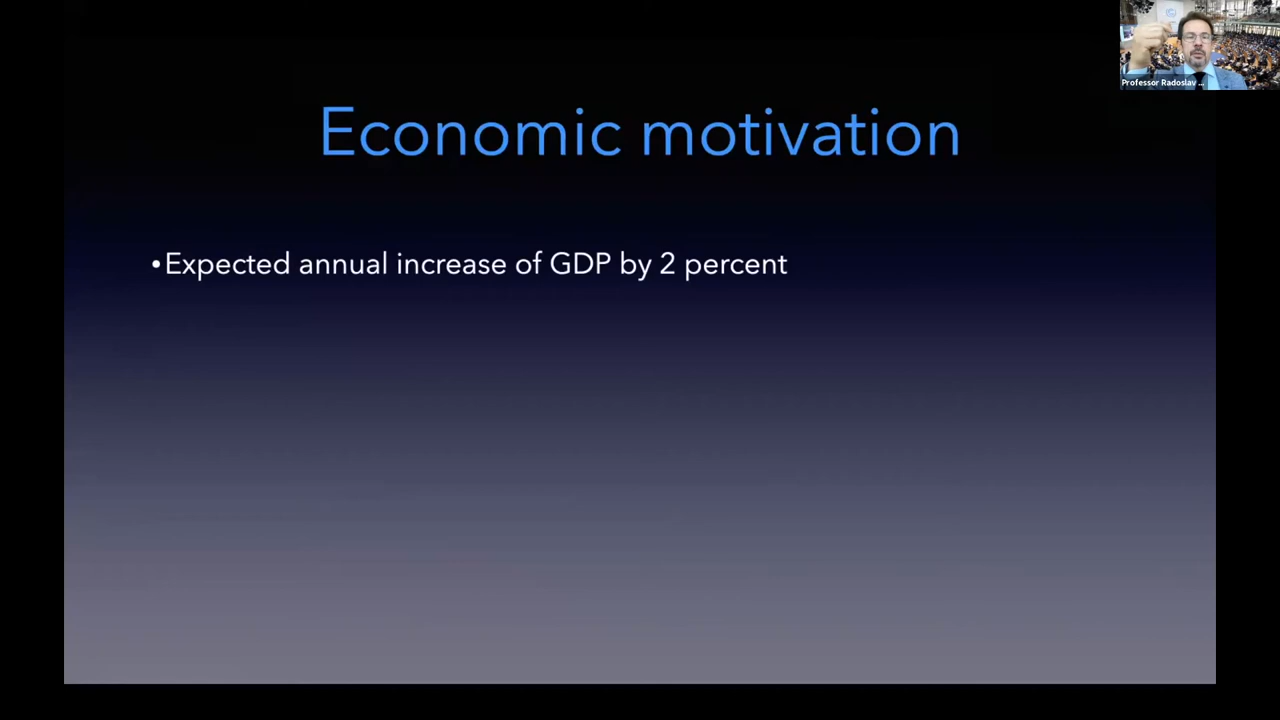 Professor Radoslav ...
Economic motivation
•Expected annual increase of GDP by 2 percent